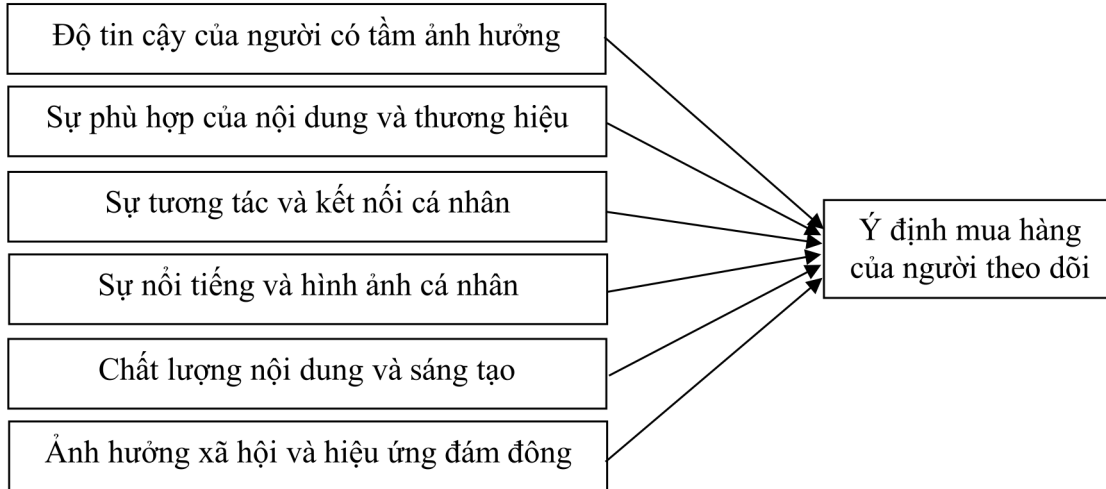 Độ tin cậy của người có tầm ảnh hưởng
Sự phù hợp của nội dung và thương hiệu
Sự tương tác và kết nối cá nhân
Sự nổi tiếng và hình ảnh cá nhân
Chất lượng nội dung và sáng tạo
Ảnh hưởng xã hội và hiệu ứng đám đông
Ý định mua hàng
của người theo dõi